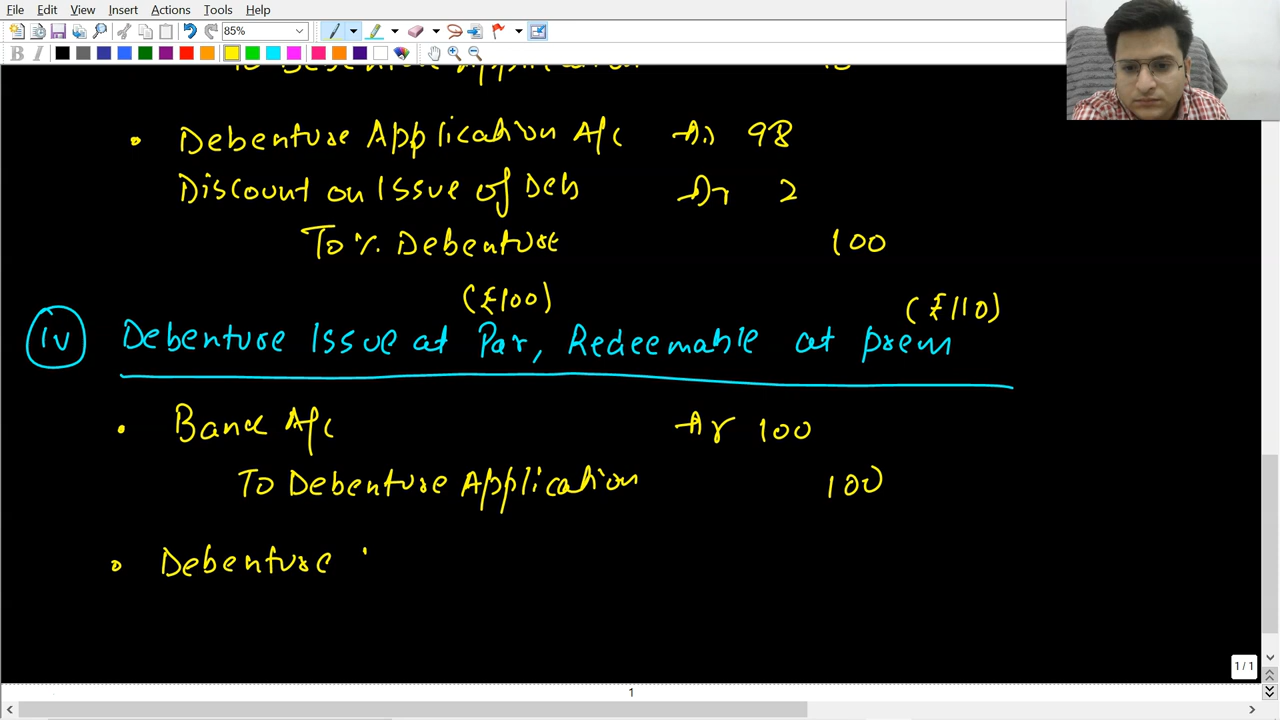 File Edit View Insert Actions Tools Help
85%
B I
• Debenture Application A/c Dr 98
Discount on Issue of Deb Dr 2
To % Debenture 100
(₹100) (₹110)
iv Debenture Issue at Par, Redeemable at prem
• Bank A/c Dr 100
To Debenture Application 100
• Debenture
1/1
1